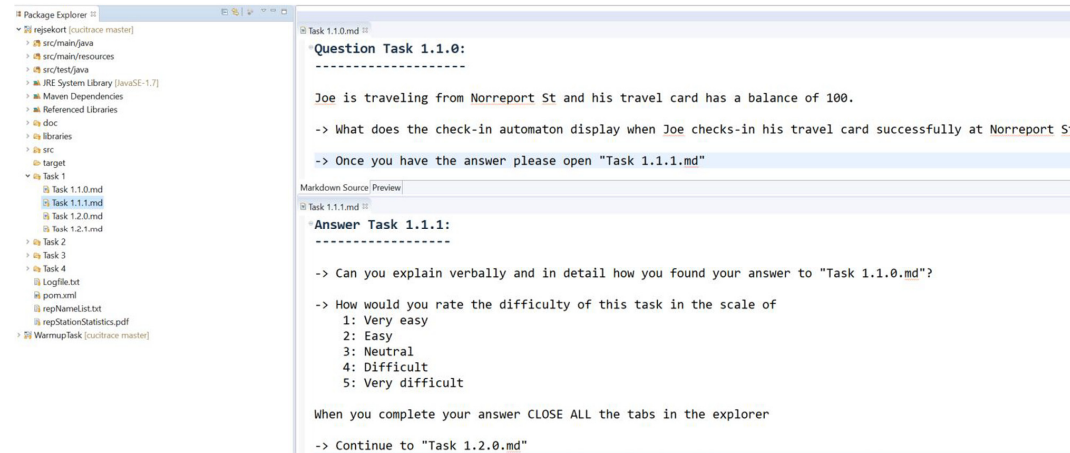 Package Explorer
rejsekort [cucitrace master]
src/main/java
src/main/resources
src/test/java
JRE System Library [JavaSE-1.7]
Maven Dependencies
Referenced Libraries
doc
libraries
src
target
Task 1
Task 1.1.0.md
Task 1.1.1.md
Task 1.2.0.md
Task 1.2.1.md
Task 2
Task 3
Task 4
Logfile.txt
pom.xml
repNameList.txt
repStationStatistics.pdf
WarmupTask [cucitrace master]
Task 1.1.0.md
Question Task 1.1.0:
--------------------
Joe is traveling from Norreport St and his travel card has a balance of 100.
-> What does the check-in automaton display when Joe checks-in his travel card successfully at Norreport S
-> Once you have the answer please open "Task 1.1.1.md"
Markdown Source Preview
Task 1.1.1.md
Answer Task 1.1.1:
------------------
-> Can you explain verbally and in detail how you found your answer to "Task 1.1.0.md"?
-> How would you rate the difficulty of this task in the scale of
1: Very easy
2: Easy
3: Neutral
4: Difficult
5: Very difficult
When you complete your answer CLOSE ALL the tabs in the explorer
-> Continue to "Task 1.2.0.md"